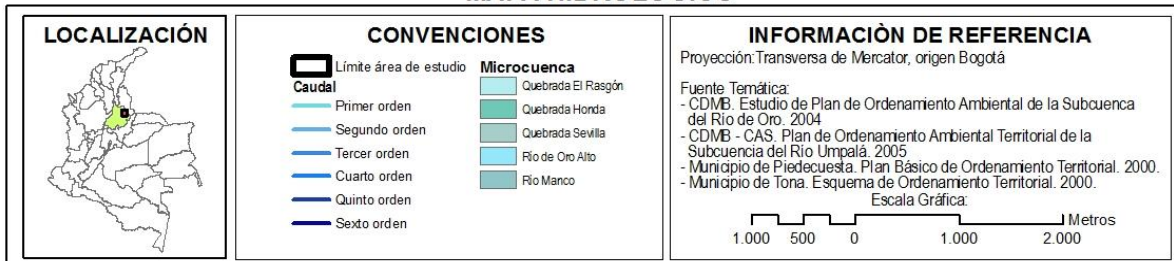 LOCALIZACIÓN
CONVENCIONES
Límite área de estudio
Caudal
Primer orden
Segundo orden
Tercer orden
Cuarto orden
Quinto orden
Sexto orden
Microcuenca
Quebrada El Rasgón
Quebrada Honda
Quebrada Sevilla
Río de Oro Alto
Río Manco
INFORMACIÒN DE REFERENCIA
Proyección:Transversa de Mercator, origen Bogotá
Fuente Temática:
- CDMB. Estudio de Plan de Ordenamiento Ambiental de la Subcuenca
del Río de Oro. 2004
- CDMB - CAS. Plan de Ordenamiento Ambiental Territorial de la
Subcuencia del Río Umpalá. 2005
- Municipio de Piedecuesta. Plan Básico de Ordenamiento Territorial. 2000.
- Municipio de Tona. Esquema de Ordenamiento Territorial. 2000.
Escala Gráfica:
Metros
1.000 500 0 1.000 2.000